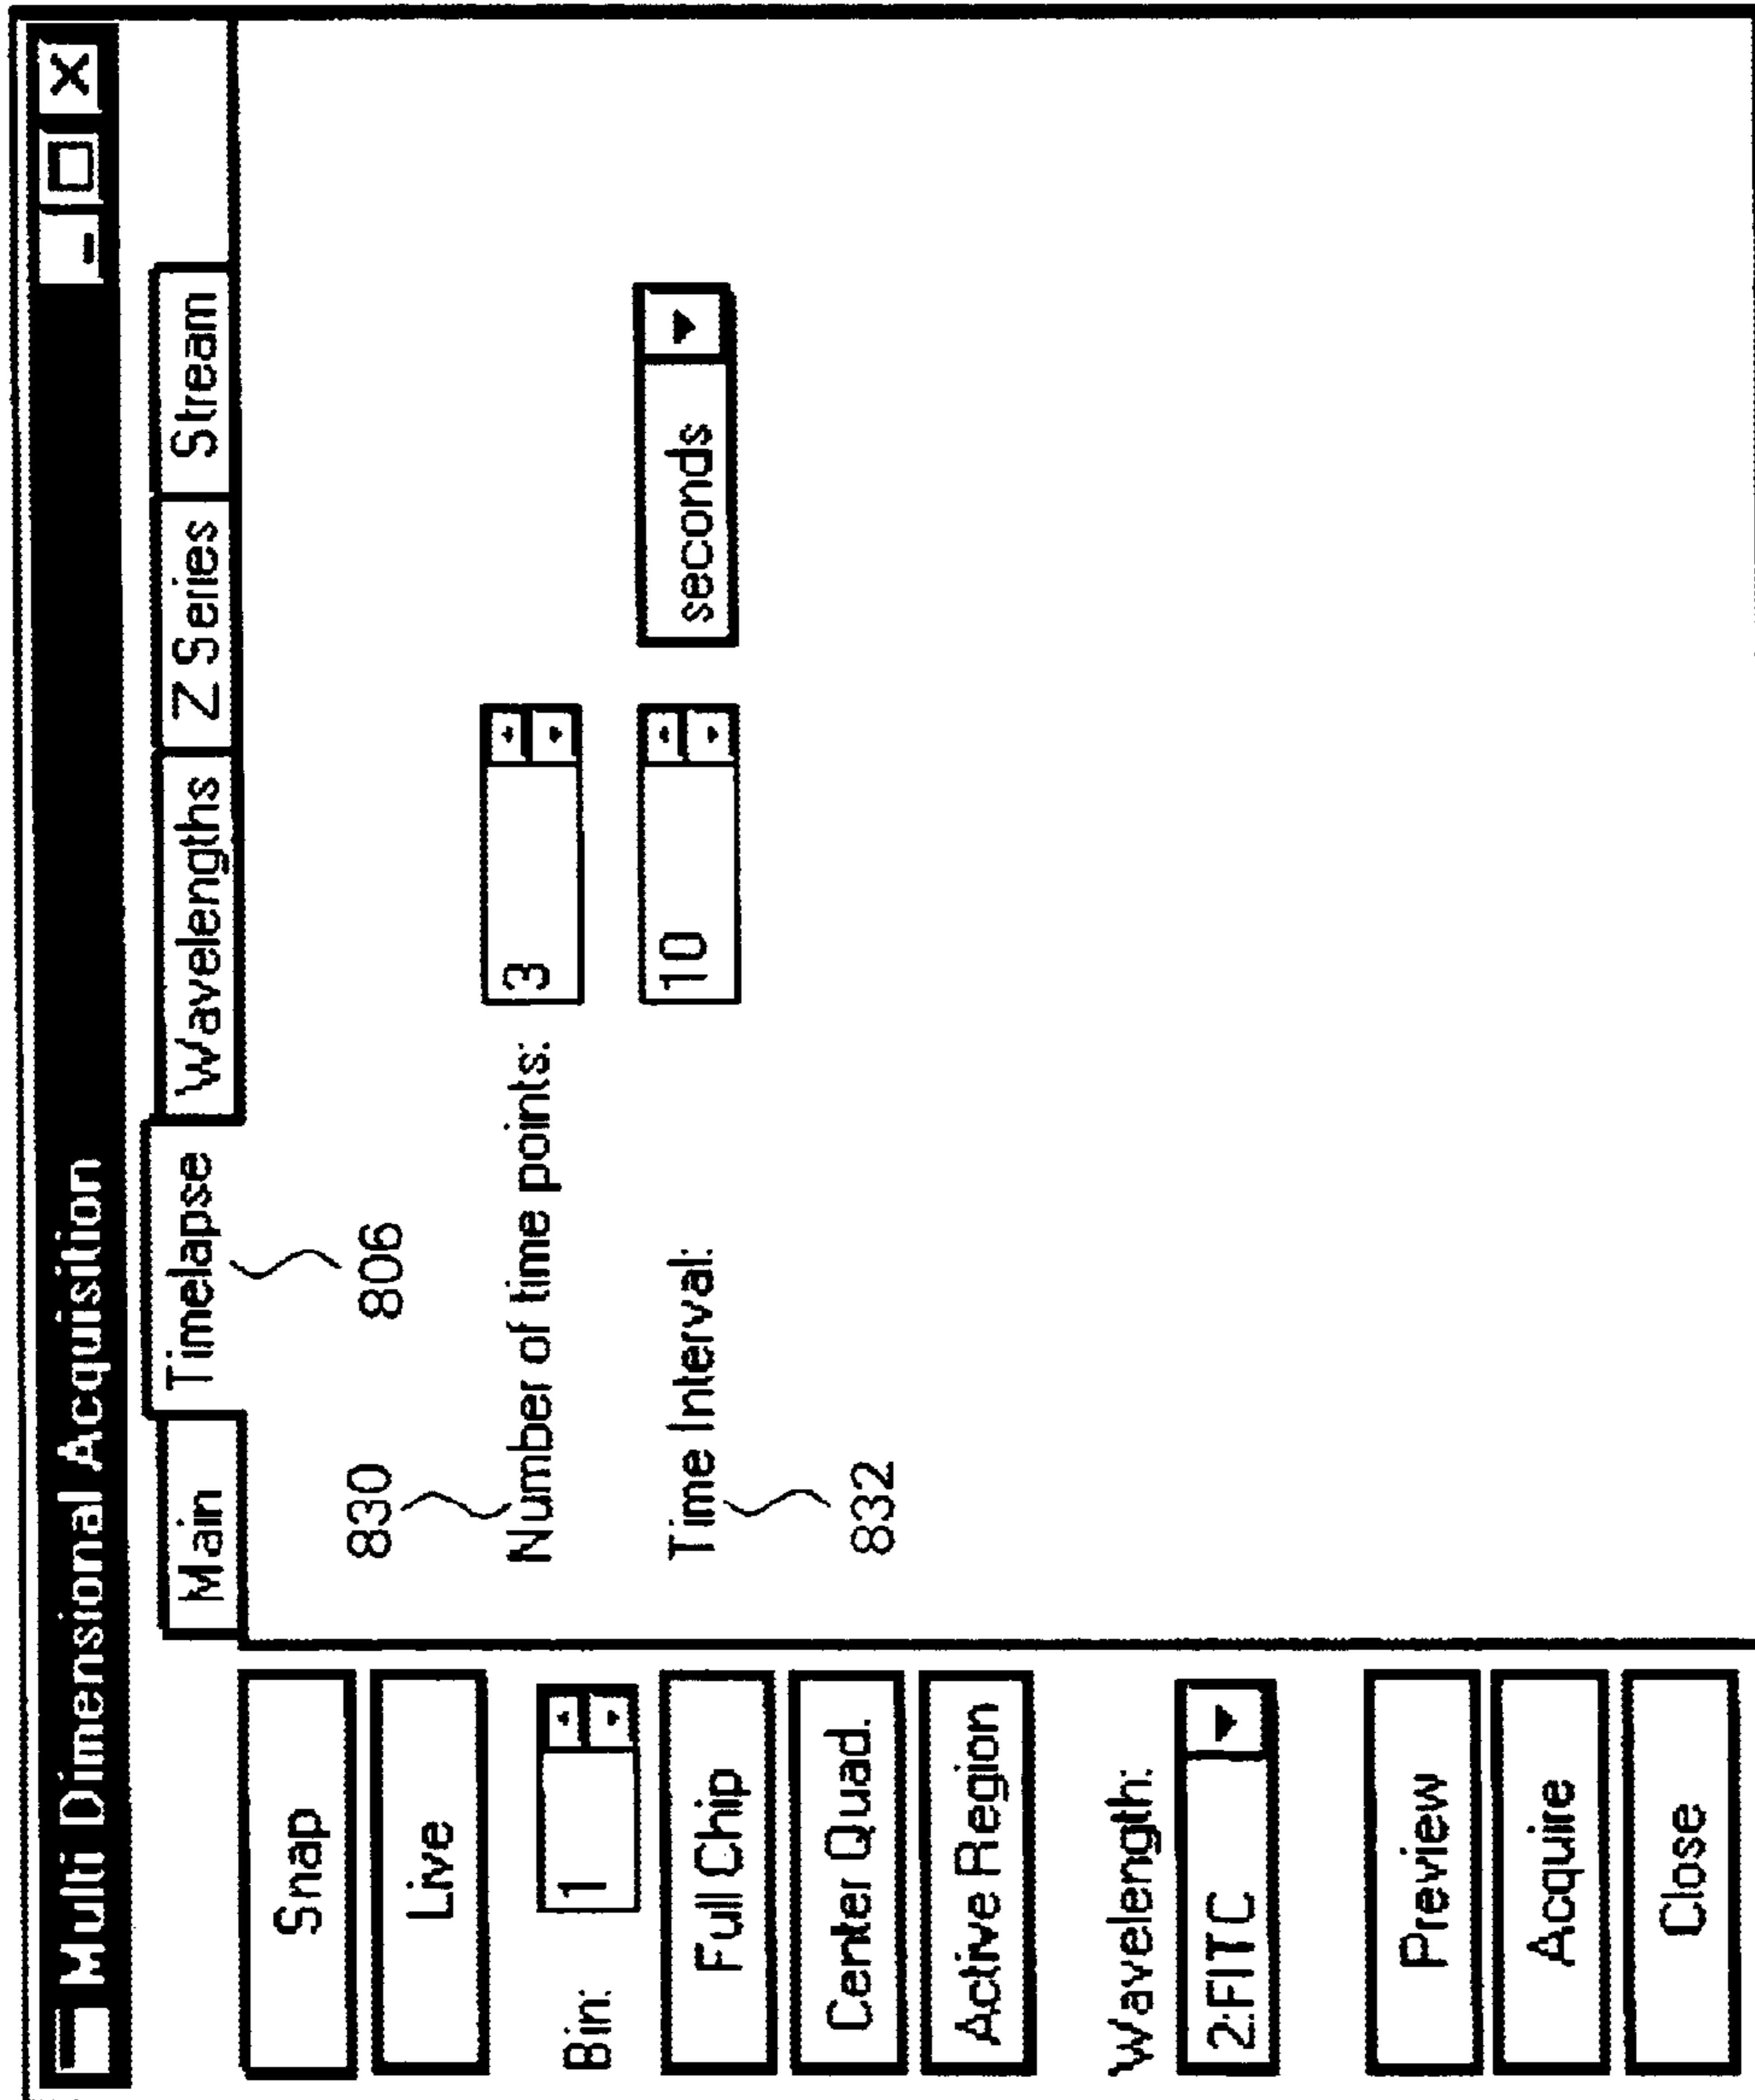 Multi Dimensional Acquisition
Main Timelapse Wavelengths Z Series Stream
806
Snap
Live
Bin: 1
Full Chip
Center Quad.
Active Region
Wavelength:
2:FITC
Preview
Acquire
Close
830
Number of time points: 3
Time Interval: 10 seconds
832